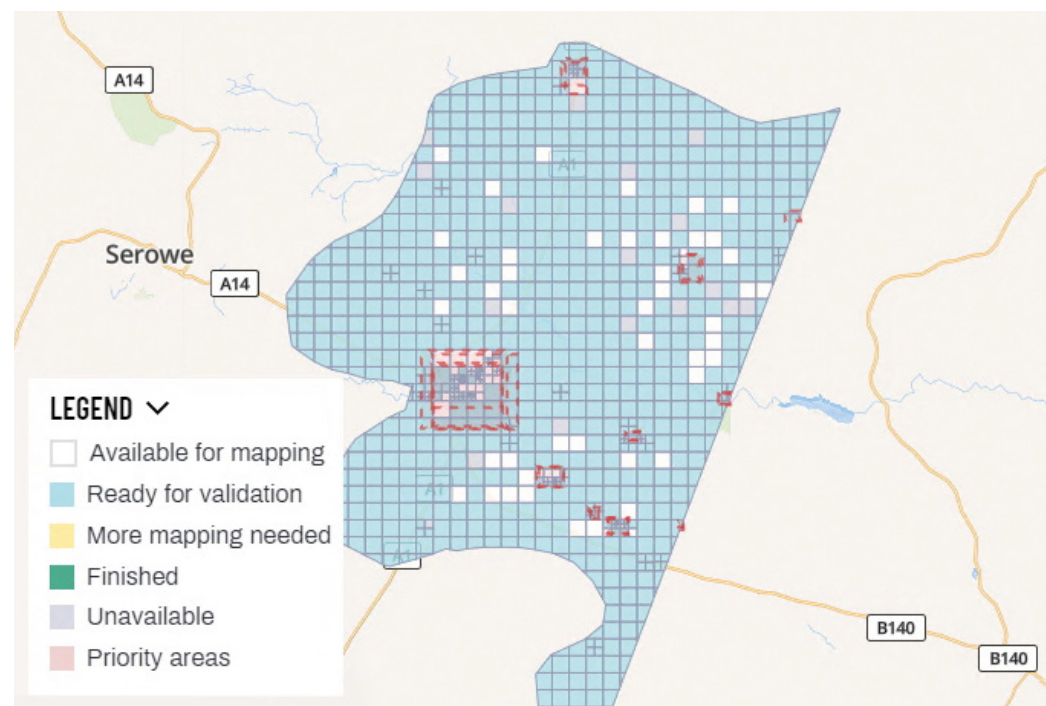 A14
A1
Serowe
A14
LEGEND
Available for mapping
Ready for validation
More mapping needed
Finished
Unavailable
Priority areas
A1
A1
B140
B140